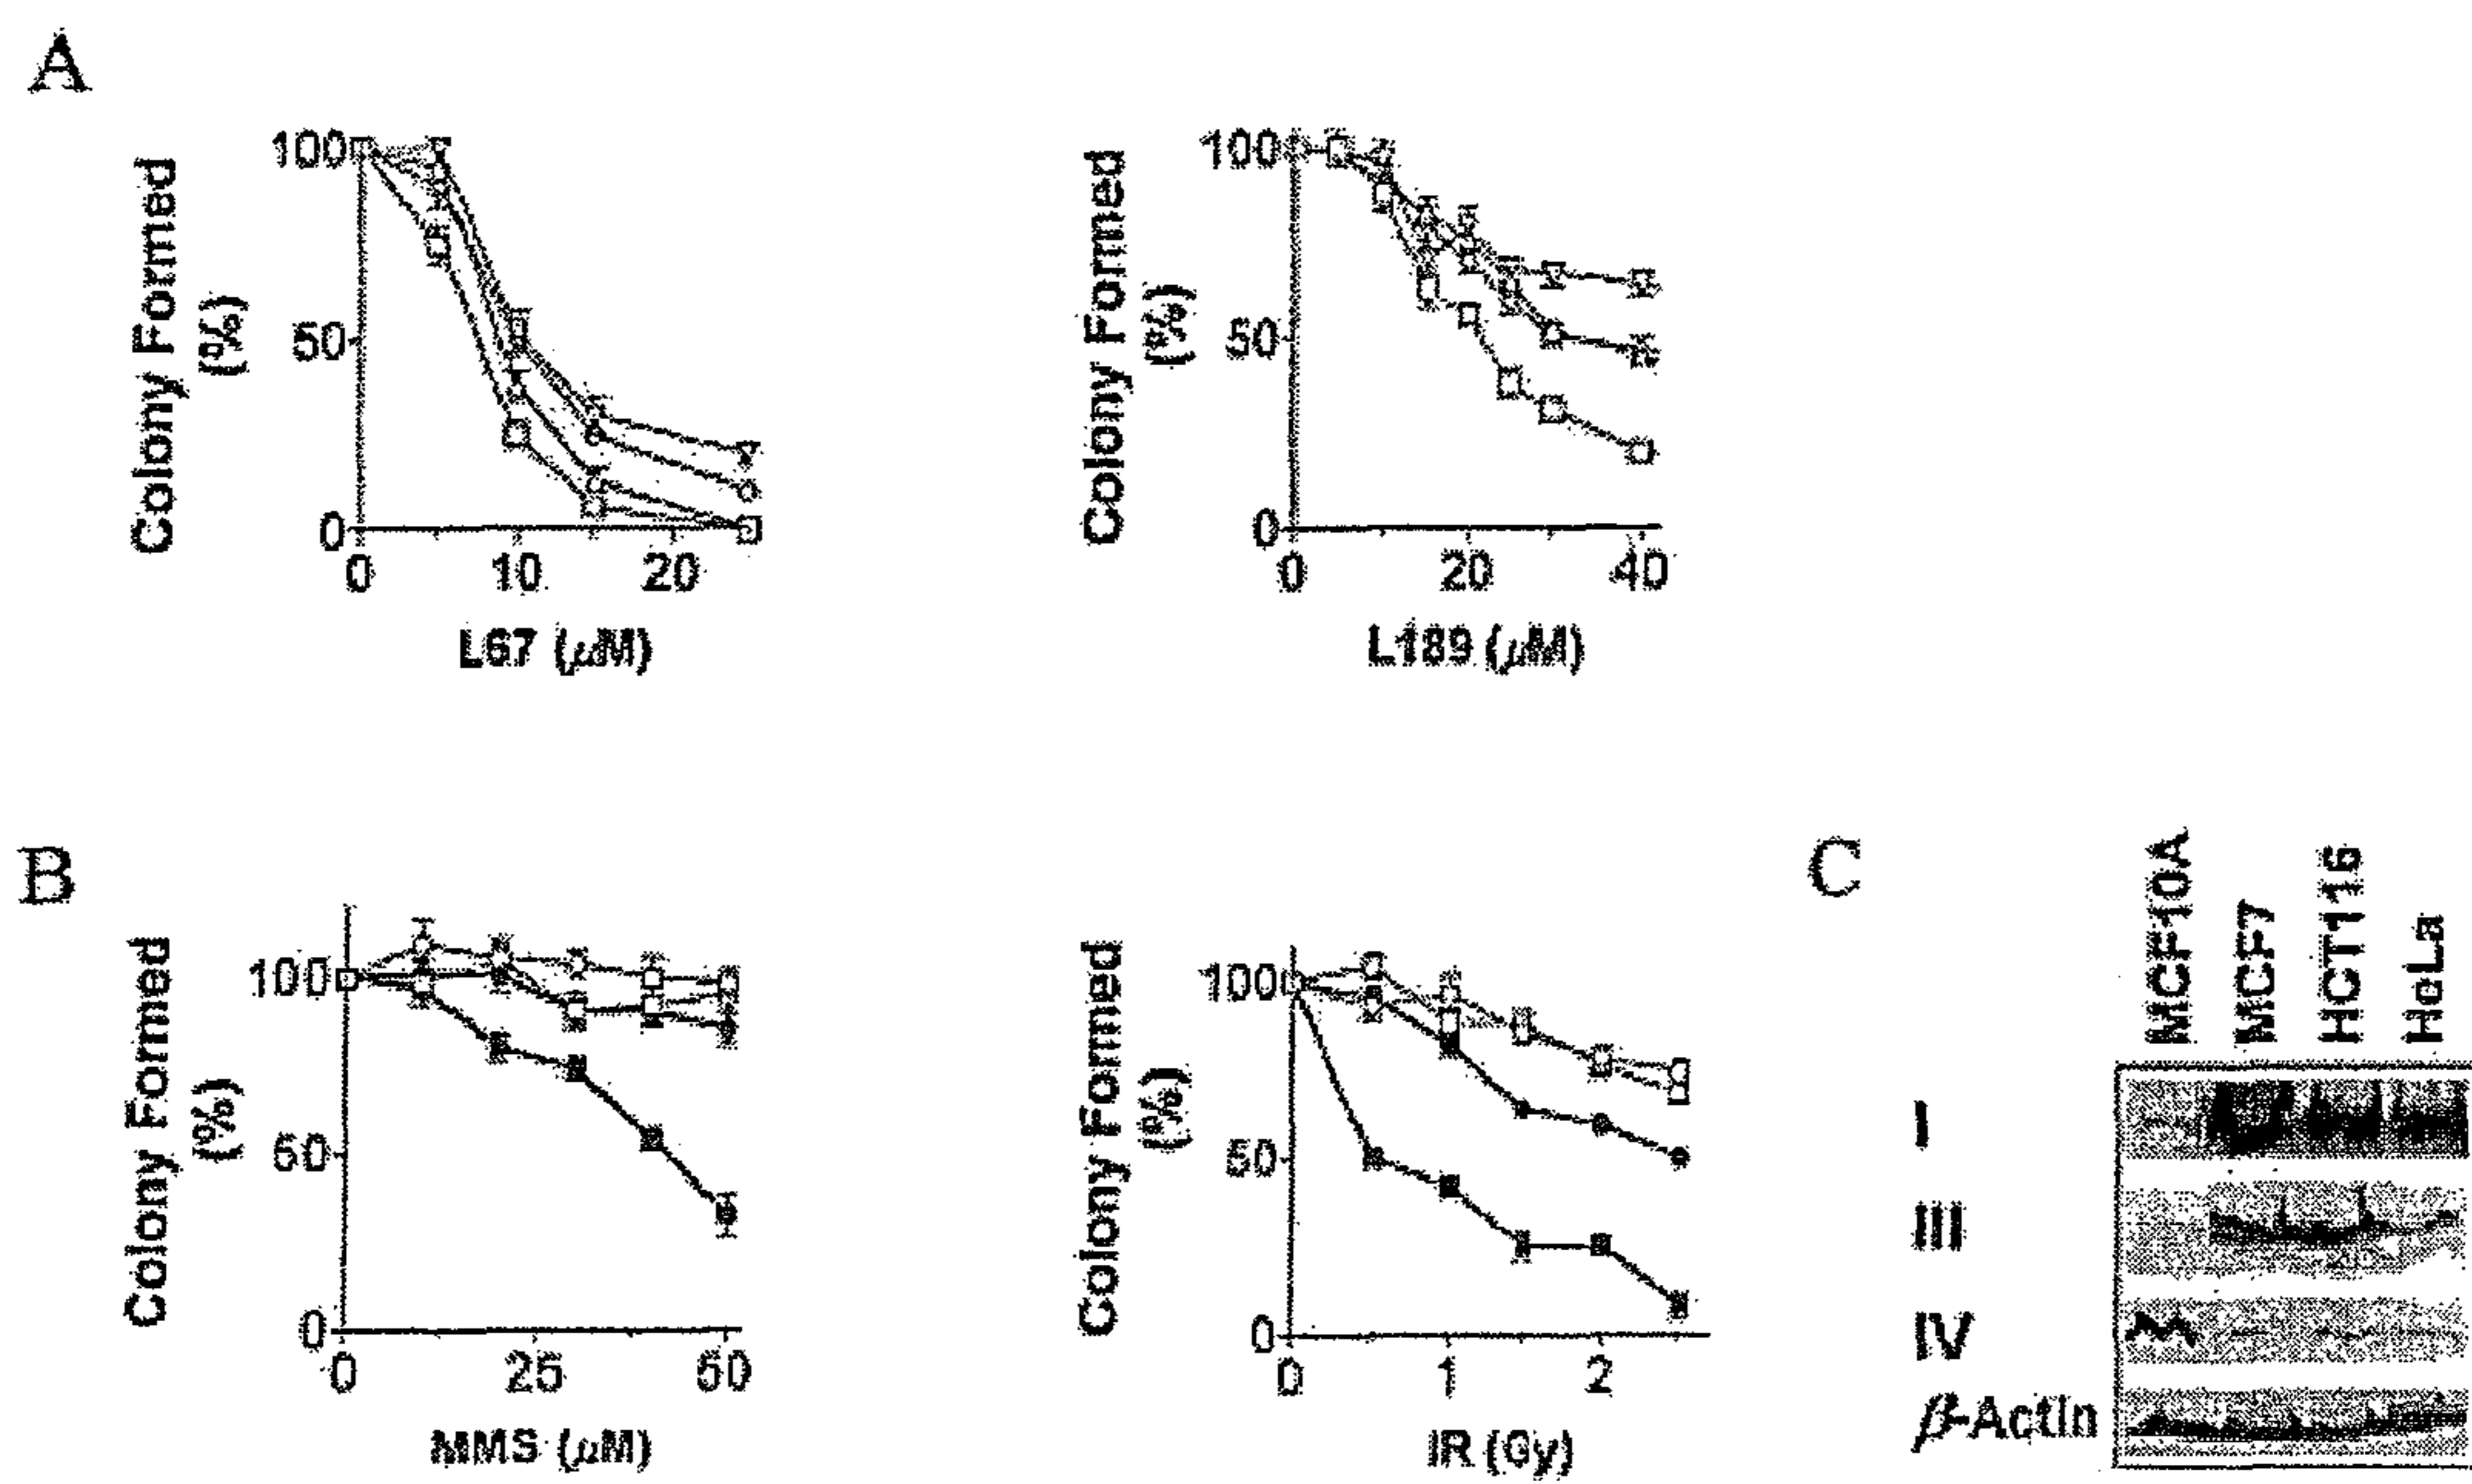 A
Colony Formed
(%)
100
50
0
0 10 20
L67 (μM)
Colony Formed
(%)
100
50
0
0 20 40
L189 (μM)
B
Colony Formed
(%)
100
50
0
0 25 50
MMS (μM)
Colony Formed
(%)
100
50
0
0 1 2
IR (Gy)
C
MCF10A
MCF7
HCT116
HeLa
I
III
IV
β-Actin